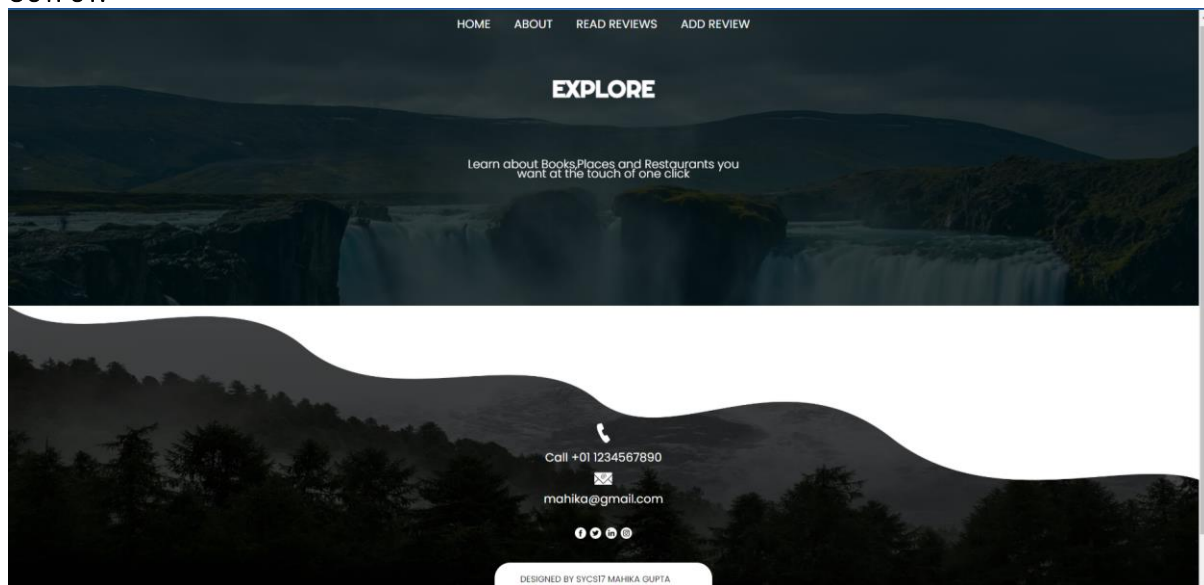 HOME ABOUT READ REVIEWS ADD REVIEW
EXPLORE
Learn about Books,Places and Restaurants you
want at the touch of one click
Call +01 1234567890
mahika@gmail.com
DESIGNED BY SYCS17 MAHIKA GUPTA